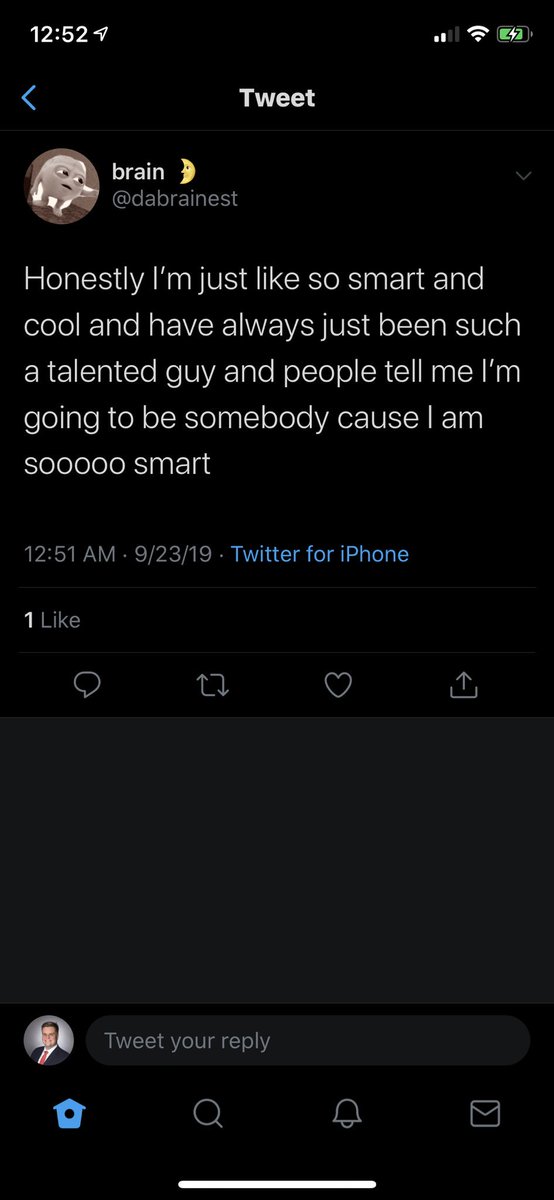 12:52
Tweet
brain 🌛
@dabrainest
Honestly I’m just like so smart and
cool and have always just been such
a talented guy and people tell me I’m
going to be somebody cause I am
sooooo smart
12:51 AM · 9/23/19 · Twitter for iPhone
1 Like
Tweet your reply